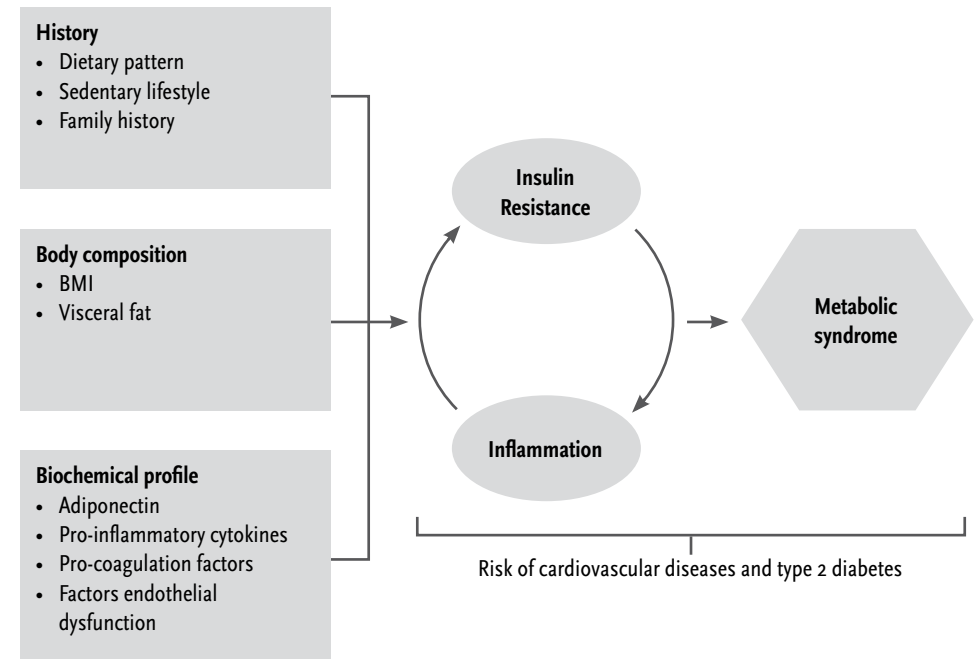 History
• Dietary pattern
• Sedentary lifestyle
• Family history
Body composition
• BMI
• Visceral fat
Biochemical profile
• Adiponectin
• Pro-inflammatory cytokines
• Pro-coagulation factors
• Factors endothelial
dysfunction
Insulin
Resistance
Inflammation
Metabolic
syndrome
Risk of cardiovascular diseases and type 2 diabetes